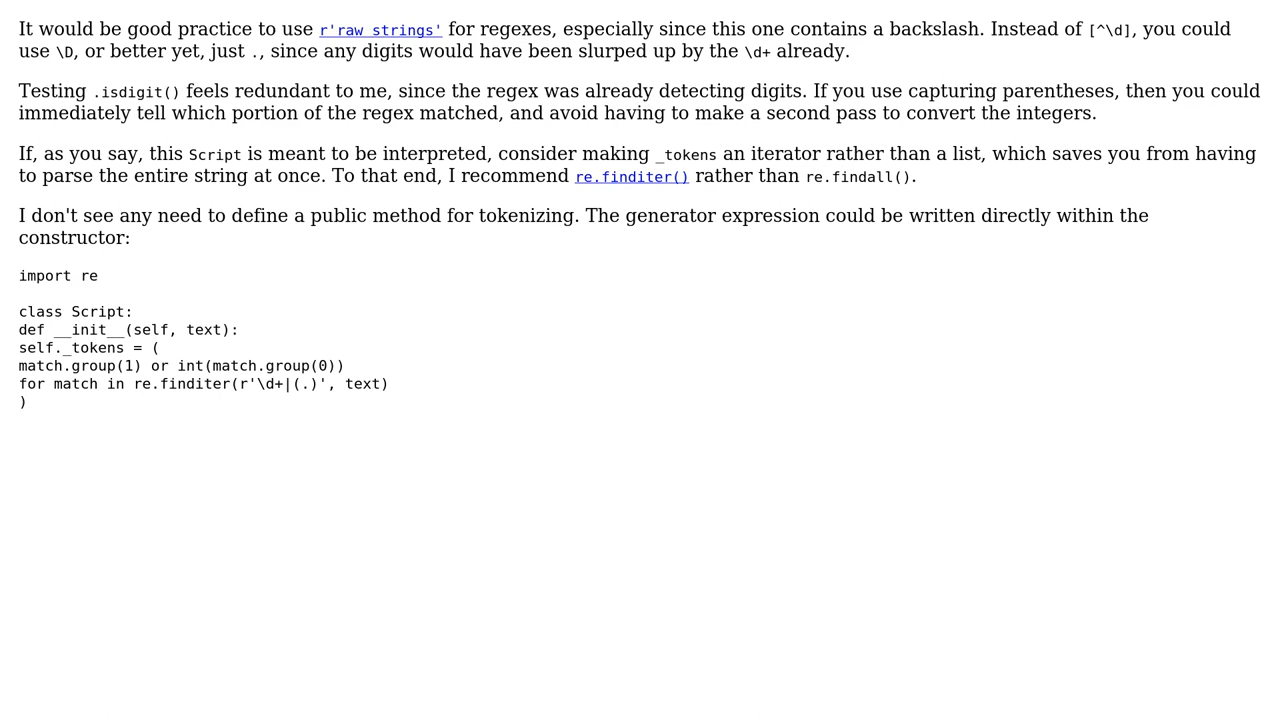 It would be good practice to use r'raw strings' for regexes, especially since this one contains a backslash. Instead of [^\d], you could
use \D, or better yet, just ., since any digits would have been slurped up by the \d+ already.
Testing .isdigit() feels redundant to me, since the regex was already detecting digits. If you use capturing parentheses, then you could
immediately tell which portion of the regex matched, and avoid having to make a second pass to convert the integers.
If, as you say, this Script is meant to be interpreted, consider making _tokens an iterator rather than a list, which saves you from having
to parse the entire string at once. To that end, I recommend re.finditer() rather than re.findall().
I don't see any need to define a public method for tokenizing. The generator expression could be written directly within the
constructor:
import re
class Script:
def __init__(self, text):
self._tokens = (
match.group(1) or int(match.group(0))
for match in re.finditer(r'\d+|(.)', text)
)